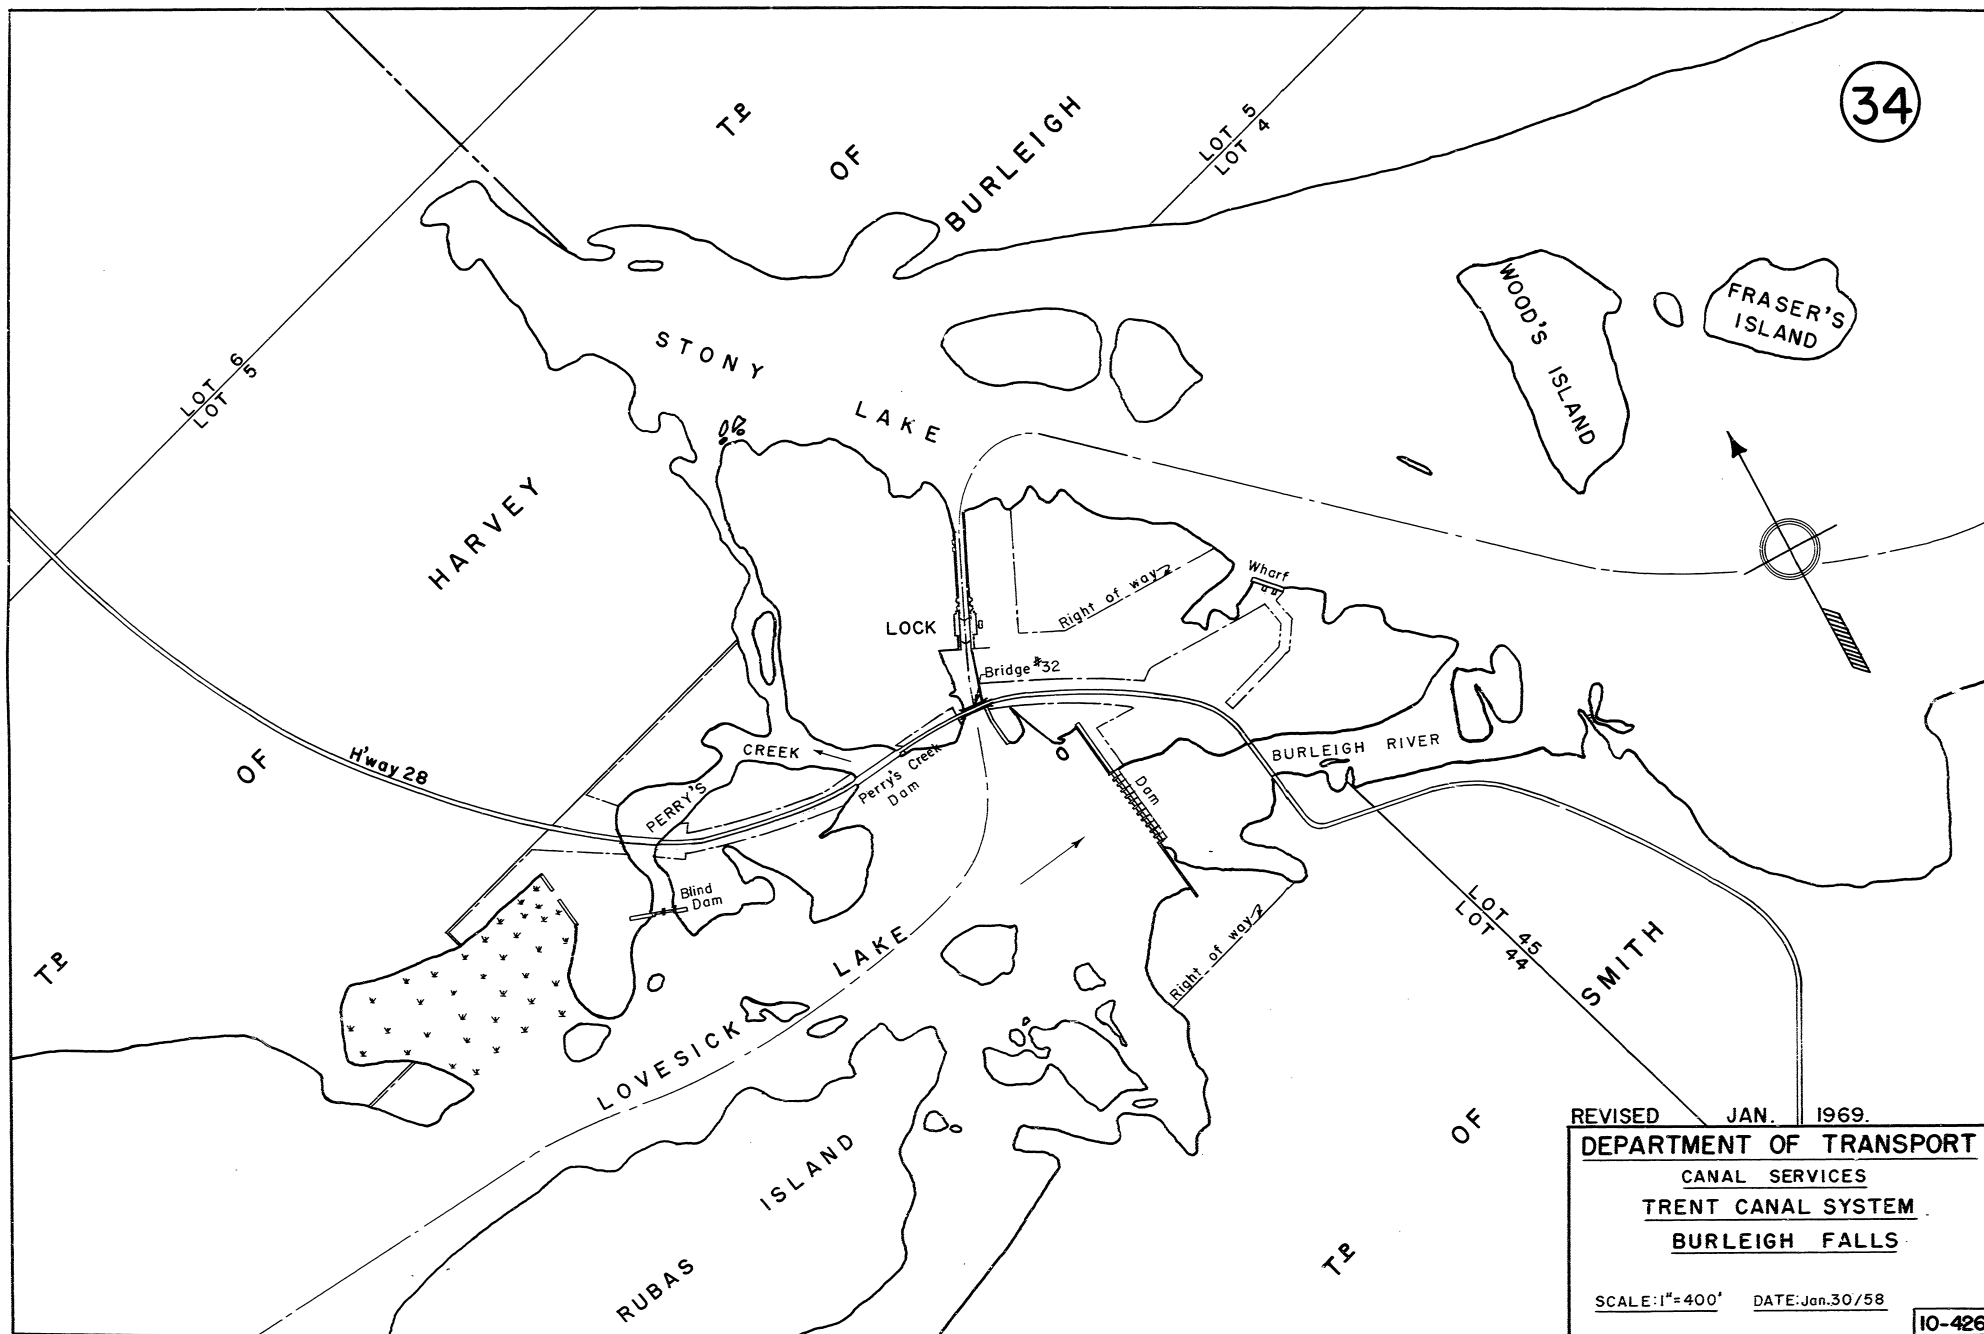 34
TP OF BURLEIGH
LOT 5
LOT 4
WOOD'S ISLAND
FRASER'S
ISLAND
STONY LAKE
LOT 6
LOT 5
TP OF HARVEY
H'way 28
LOCK
Right of way
Wharf
Bridge #32
CREEK
PERRY'S
Perry's Creek
Dam
BURLEIGH RIVER
Dam
Blind
Dam
LOVESICK LAKE
Right of way
LOT 45
LOT 44
TP OF SMITH
RUBAS ISLAND
REVISED JAN. 1969.
DEPARTMENT OF TRANSPORT
CANAL SERVICES
TRENT CANAL SYSTEM
BURLEIGH FALLS
SCALE: 1"=400' DATE: Jan.30/58
10-426